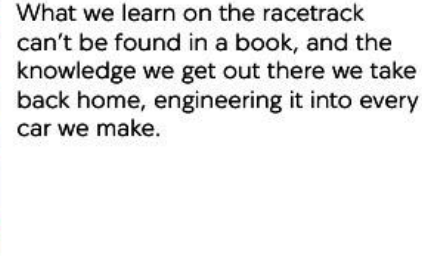 What we learn on the racetrack
can’t be found in a book, and the
knowledge we get out there we take
back home, engineering it into every
car we make.